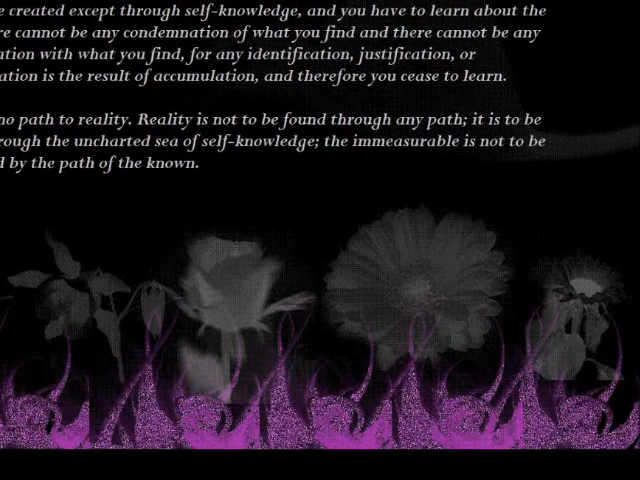 created except through self-knowledge, and you have to learn about the
cannot be any condemnation of what you find and there cannot be any
with what you find, for any identification, justification, or
is the result of accumulation, and therefore you cease to learn.
no path to reality. Reality is not to be found through any path; it is to be
the uncharted sea of self-knowledge; the immeasurable is not to be
by the path of the known.